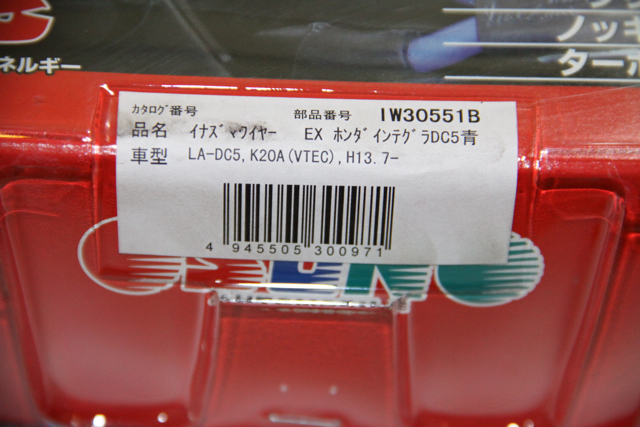 ネルギー
ノッキ
ターボ
カタログ番号 部品番号 IW30551B
品名 イナズマワイヤー EX ホンダインテグラDC5青
車型 LA-DC5,K20A(VTEC),H13.7-
4 945505 300971